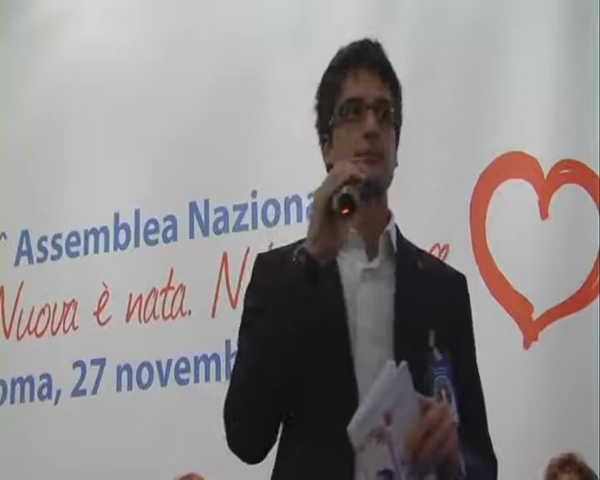 ^ Assemblea Naziona
Nuova è nata. N
oma, 27 novemb